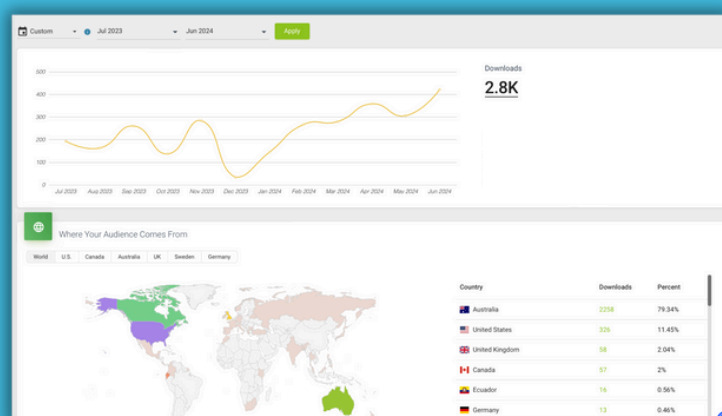 Custom Jul 2023 Jun 2024 Apply
Downloads
2.8K
500
400
300
200
100
0
Jul 2023 Aug 2023 Sep 2023 Oct 2023 Nov 2023 Dec 2023 Jan 2024 Feb 2024 Mar 2024 Apr 2024 May 2024 Jun 2024
Where Your Audience Comes From
World U.S. Canada Australia UK Sweden Germany
Country Downloads Percent
Australia 2258 79.34%
United States 326 11.45%
United Kingdom 58 2.04%
Canada 57 2%
Ecuador 16 0.56%
Germany 13 0.46%